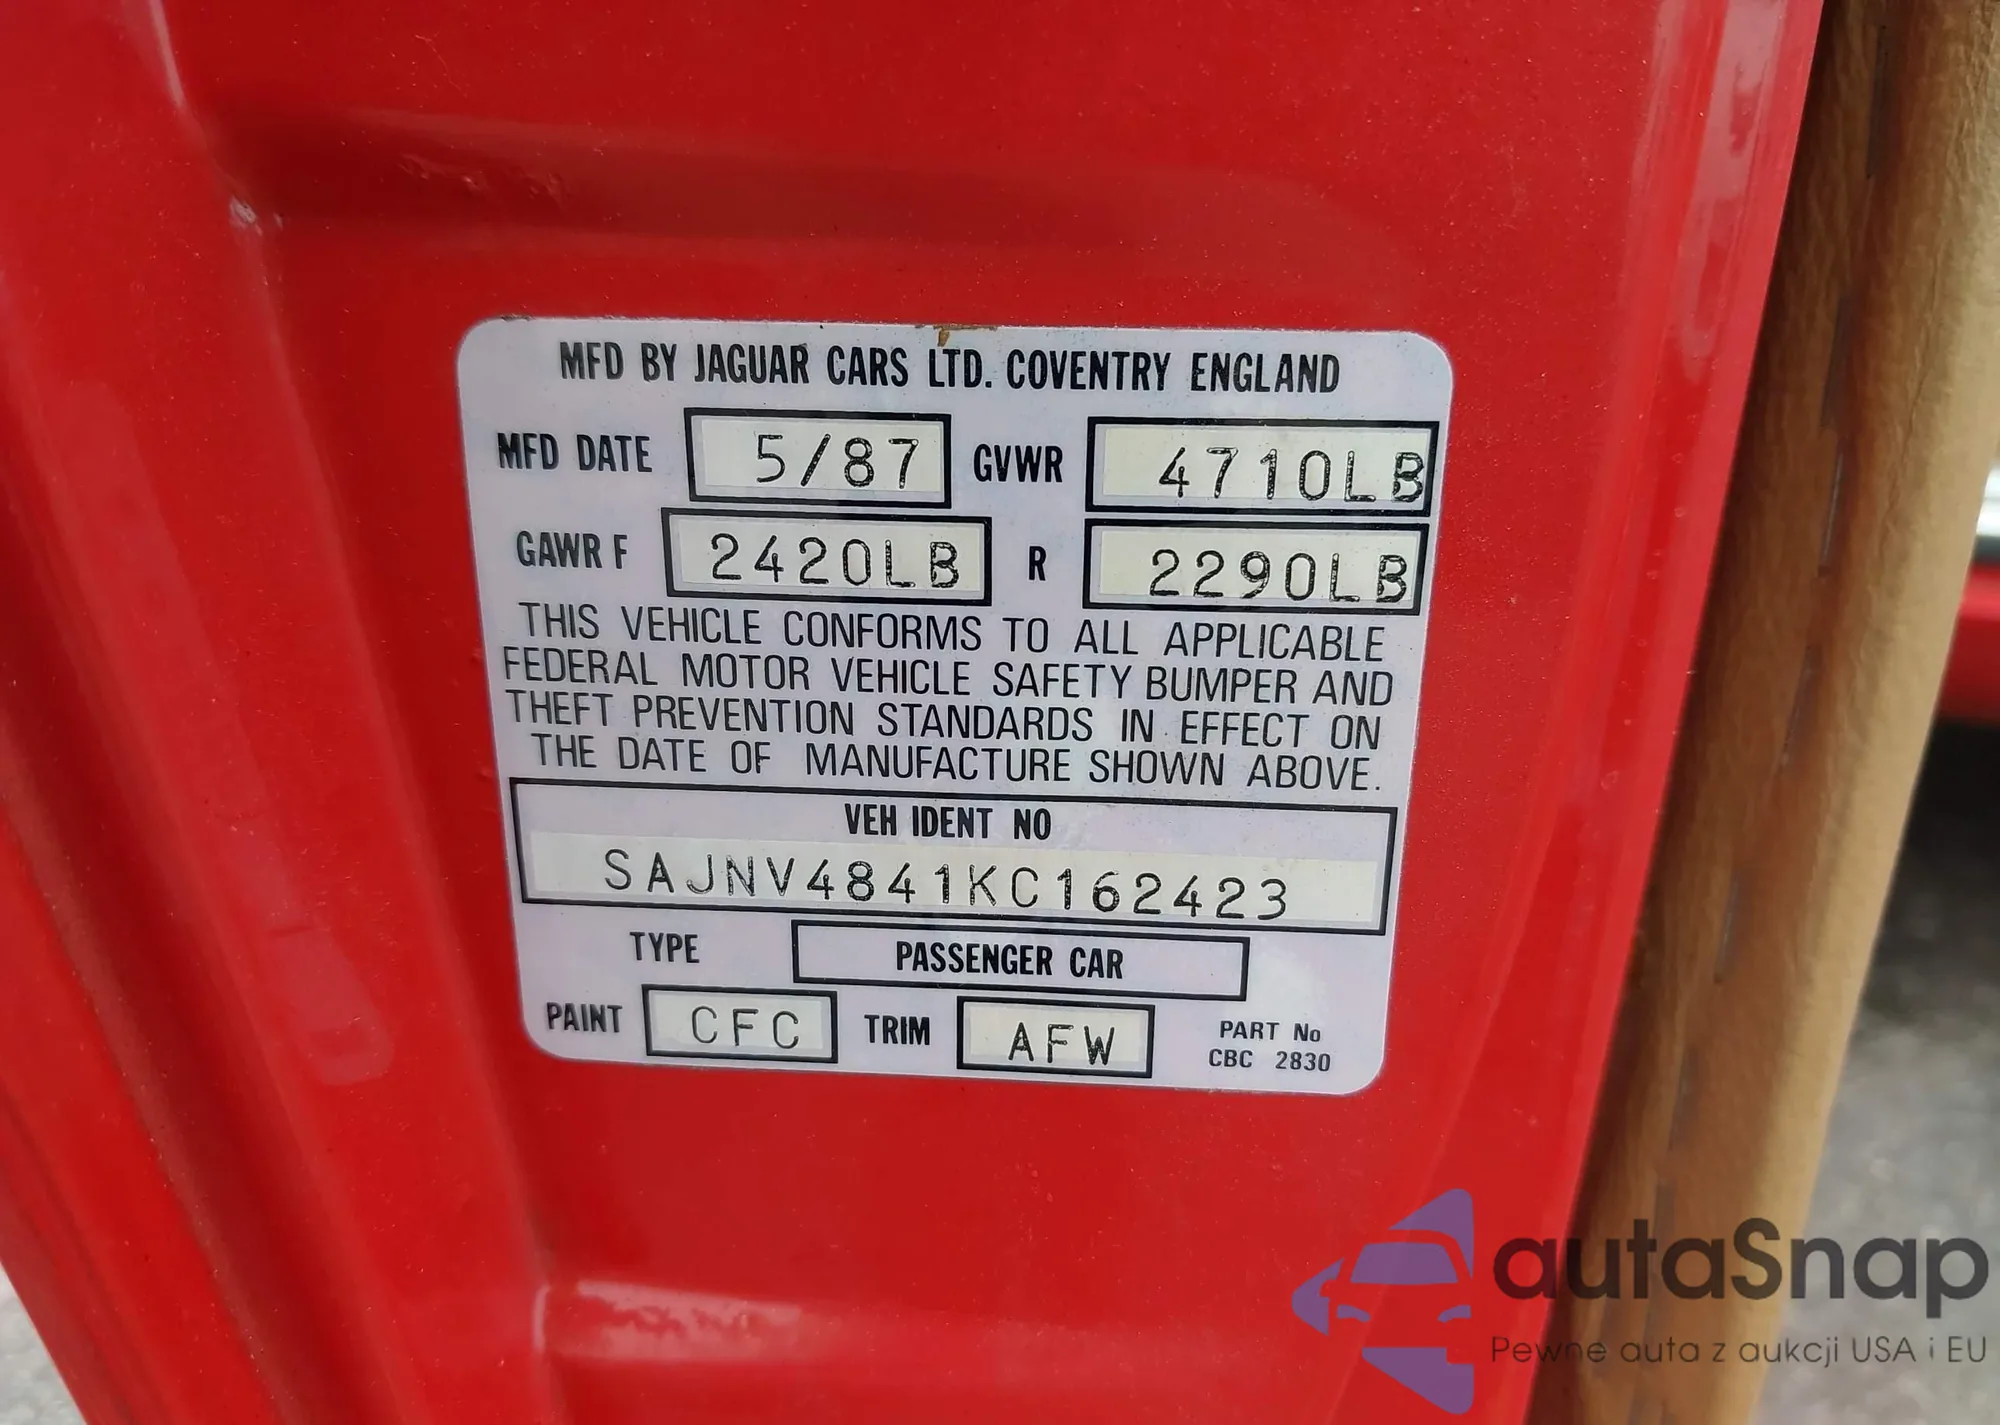 MFD BY JAGUAR CARS LTD. COVENTRY ENGLAND
MFD DATE 5/87 GVWR 4710LB
GAWR F 2420LB R 2290LB
THIS VEHICLE CONFORMS TO ALL APPLICABLE
FEDERAL MOTOR VEHICLE SAFETY BUMPER AND
THEFT PREVENTION STANDARDS IN EFFECT ON
THE DATE OF MANUFACTURE SHOWN ABOVE.
VEH IDENT NO
SAJNV4841KC162423
TYPE PASSENGER CAR
PAINT CFC TRIM AFW PART No
CBC 2830
autaSnap
Pewne auta z aukcji USA i EU